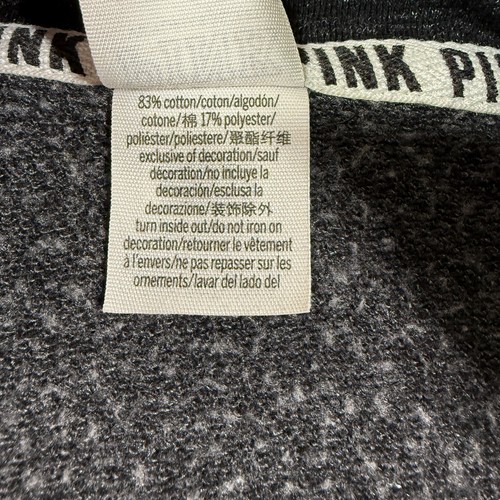 PINK
PINK
PI
83% cotton/coton/algodón/
cotone/棉 17% polyester/
poliéster/poliestere/聚酯纤维
exclusive of decoration/sauf
décoration/no incluye la
decoración/esclusa la
decorazione/装饰除外
turn inside out/do not iron on
decoration/retourner le vêtement
à l'envers/ne pas repasser sur les
ornements/lavar del lado del